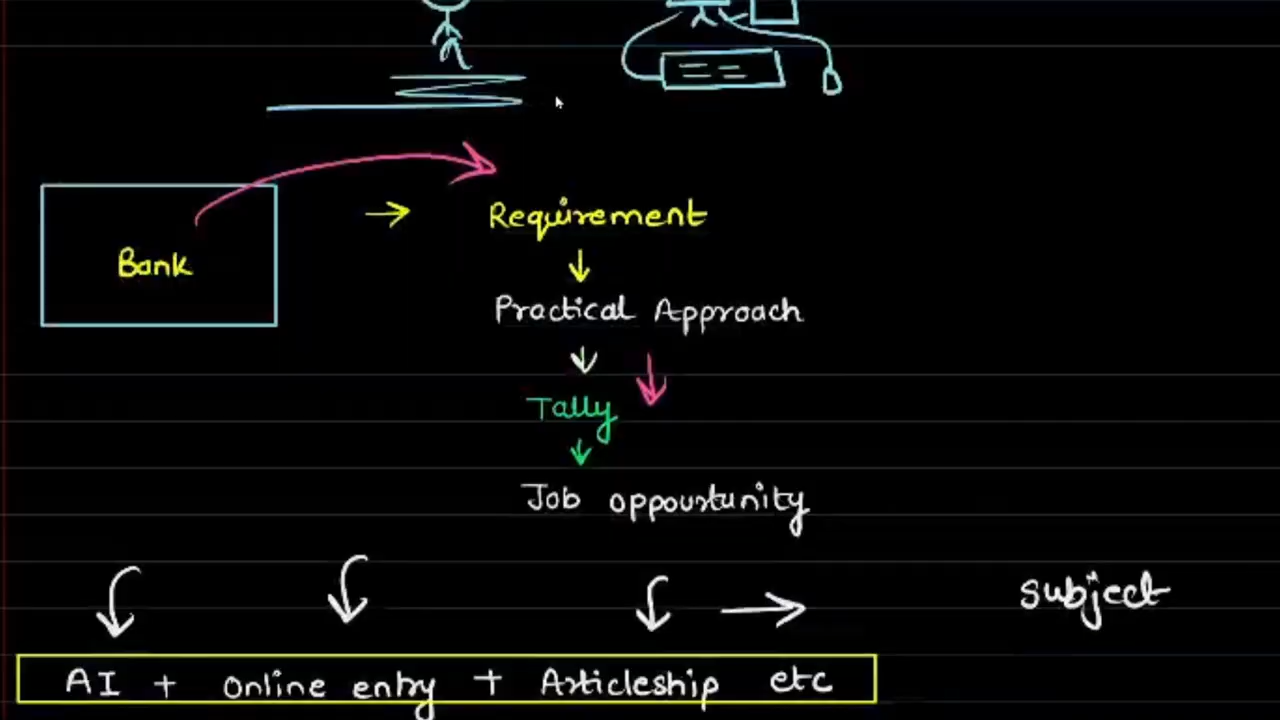 Requirement
Bank
Practical Approach
Tally
Job oppourtunity
subject
AI + Online entry + Articleship etc